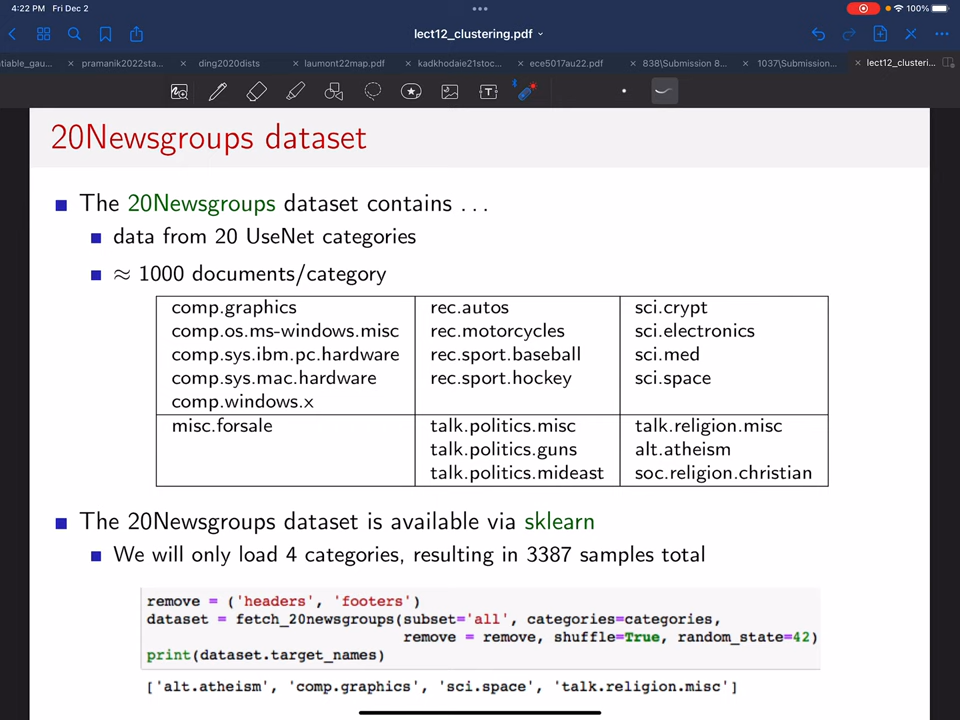 4:22 PM Fri Dec 2
100%
lect12_clustering.pdf
tiable_gau...
pramanik2022sta...
ding2020dists
laumont22map.pdf
kadkhodaie21stoc...
ece5017au22.pdf
838\Submission 8...
1037\Submission...
lect12_clusteri...
20Newsgroups dataset
The 20Newsgroups dataset contains ...
data from 20 UseNet categories
≈ 1000 documents/category
comp.graphics
comp.os.ms-windows.misc
comp.sys.ibm.pc.hardware
comp.sys.mac.hardware
comp.windows.x
rec.autos
rec.motorcycles
rec.sport.baseball
rec.sport.hockey
sci.crypt
sci.electronics
sci.med
sci.space
misc.forsale
talk.politics.misc
talk.politics.guns
talk.politics.mideast
talk.religion.misc
alt.atheism
soc.religion.christian
The 20Newsgroups dataset is available via sklearn
We will only load 4 categories, resulting in 3387 samples total
remove = ('headers', 'footers')
dataset = fetch_20newsgroups(subset='all', categories=categories,
remove = remove, shuffle=True, random_state=42)
print(dataset.target_names)
['alt.atheism', 'comp.graphics', 'sci.space', 'talk.religion.misc']